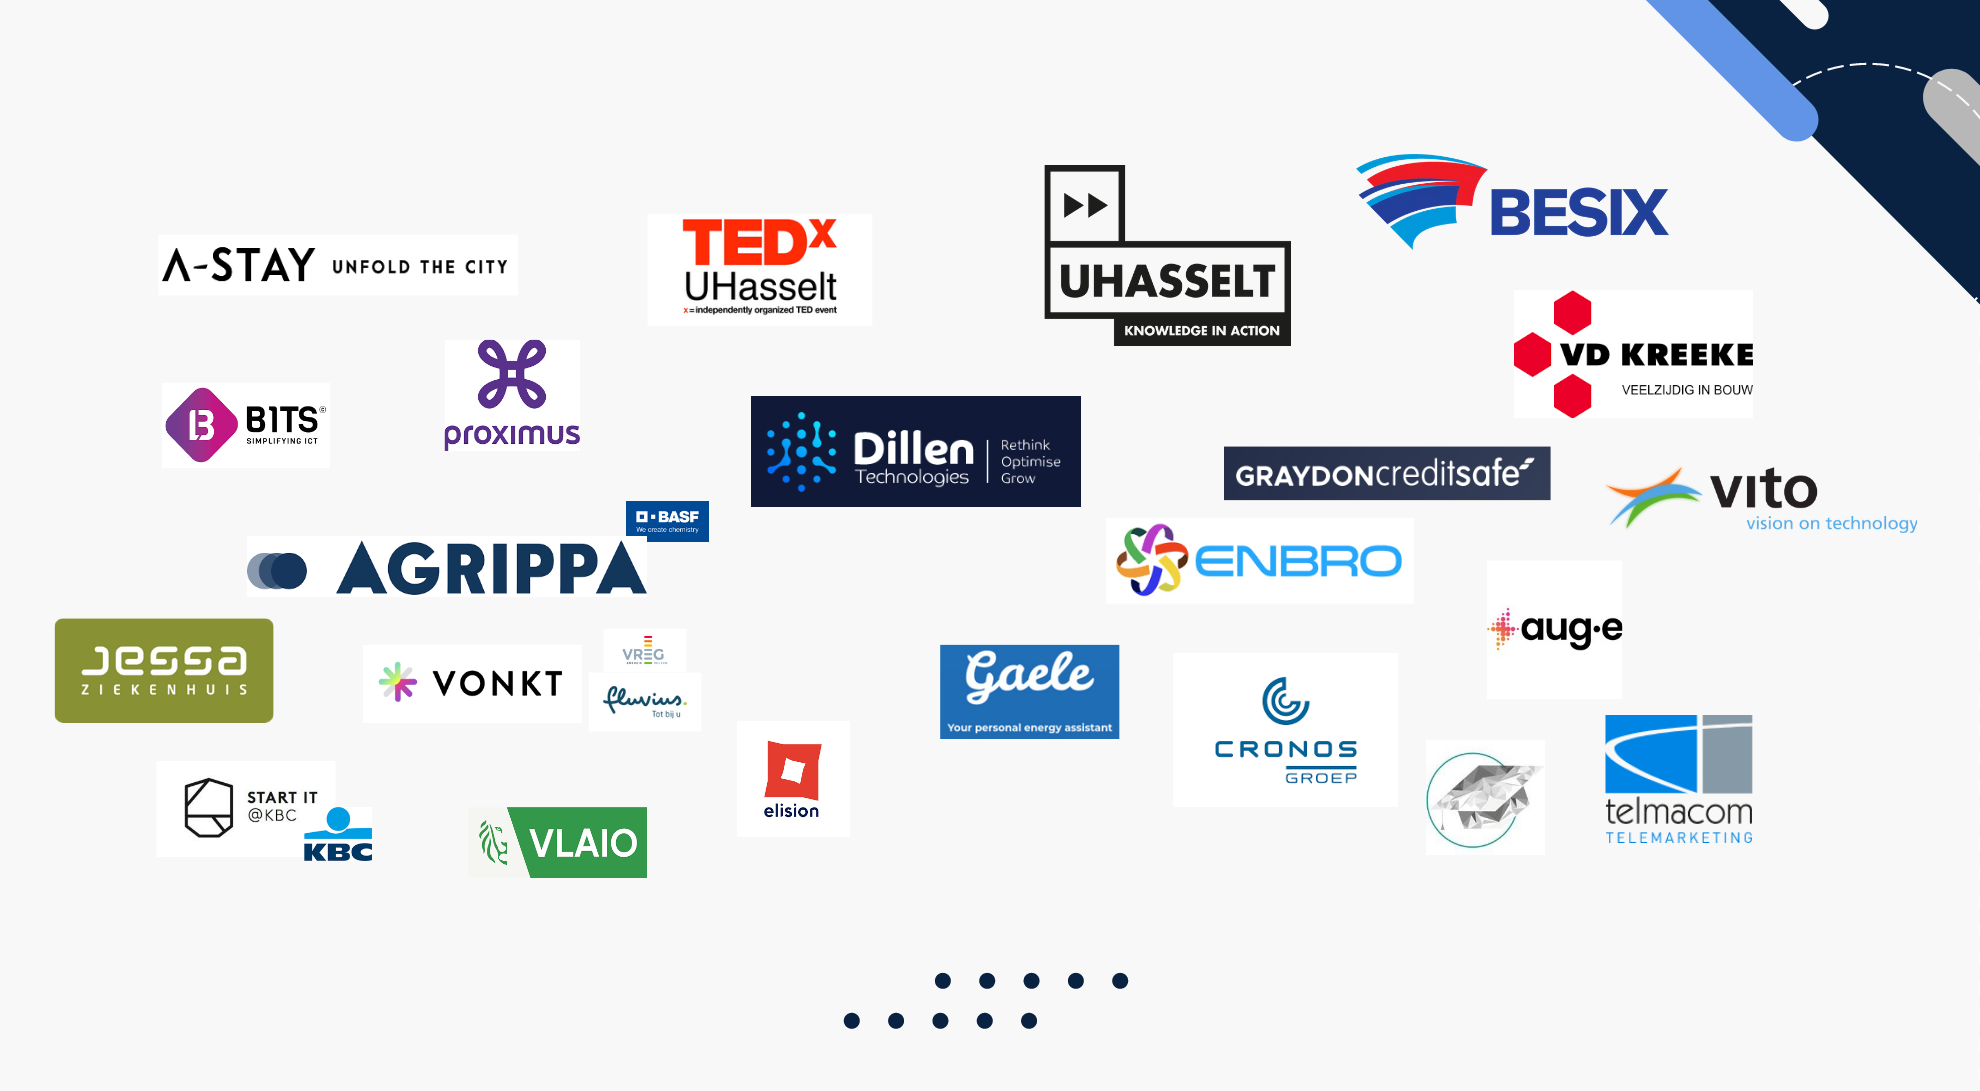 Λ-STAY UNFOLD THE CITY
TEDx
UHasselt
x=independently organized TED event
UHASSELT
KNOWLEDGE IN ACTION
BESIX
VD KREEKE
VEELZIJDIG IN BOUW
B
B1TS©
SIMPLIFYING ICT
proximus
Dillen
Technologies
Rethink
Optimise
Grow
GRAYDONcreditsafe
vito
vision on technology
BASF
We create chemistry
AGRIPPA
ENBRO
aug·e
Jessa
ZIEKENHUIS
VONKT
VREG
fluvius.
Tot bij u
Gaele
Your personal energy assistant
CRONOS
GROEP
elision
START IT
@KBC
KBC
VLAIO
telmacom
TELEMARKETING